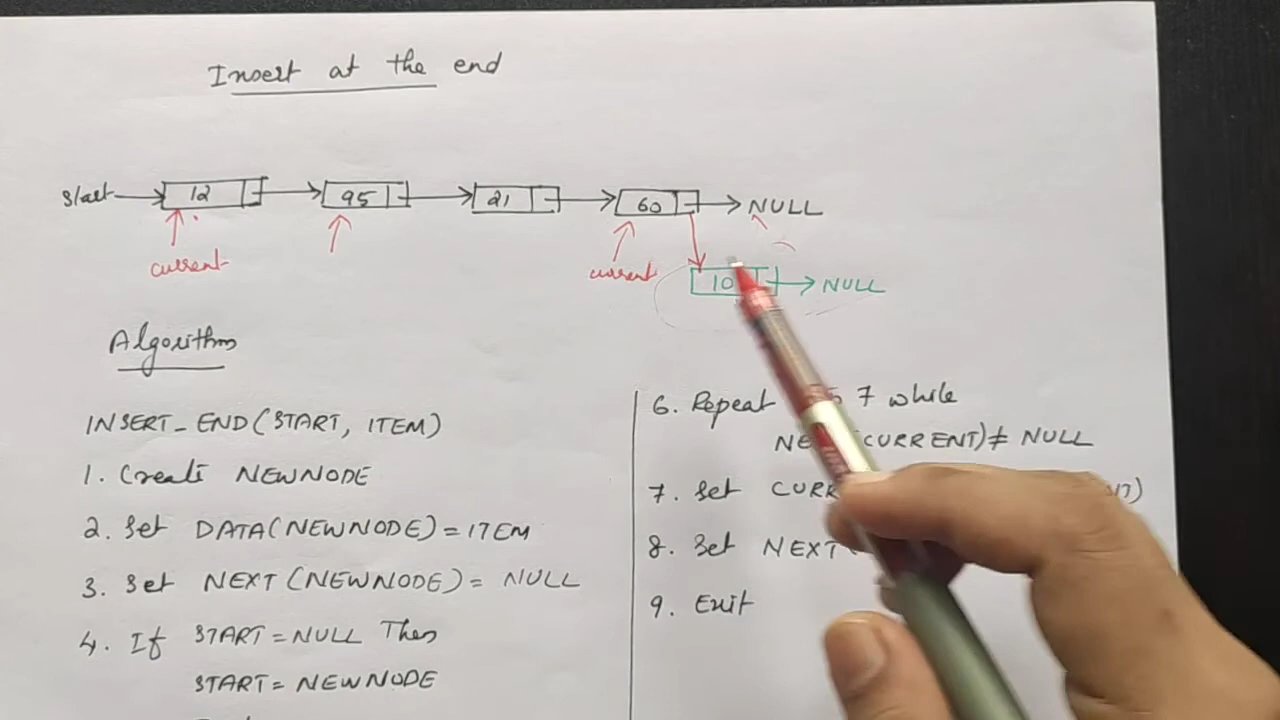 Insert at the end
Start 12 95 21 60 NULL
current current
10 NULL
Algorithm
INSERT_END(START, ITEM)
1. Create NEWNODE
2. Set DATA(NEWNODE) = ITEM
3. Set NEXT(NEWNODE) = NULL
4. If START = NULL Then
START = NEWNODE
6. Repeat 7 while
(CURRENT) ≠ NULL
7. Set
8. Set NEXT
9. Exit